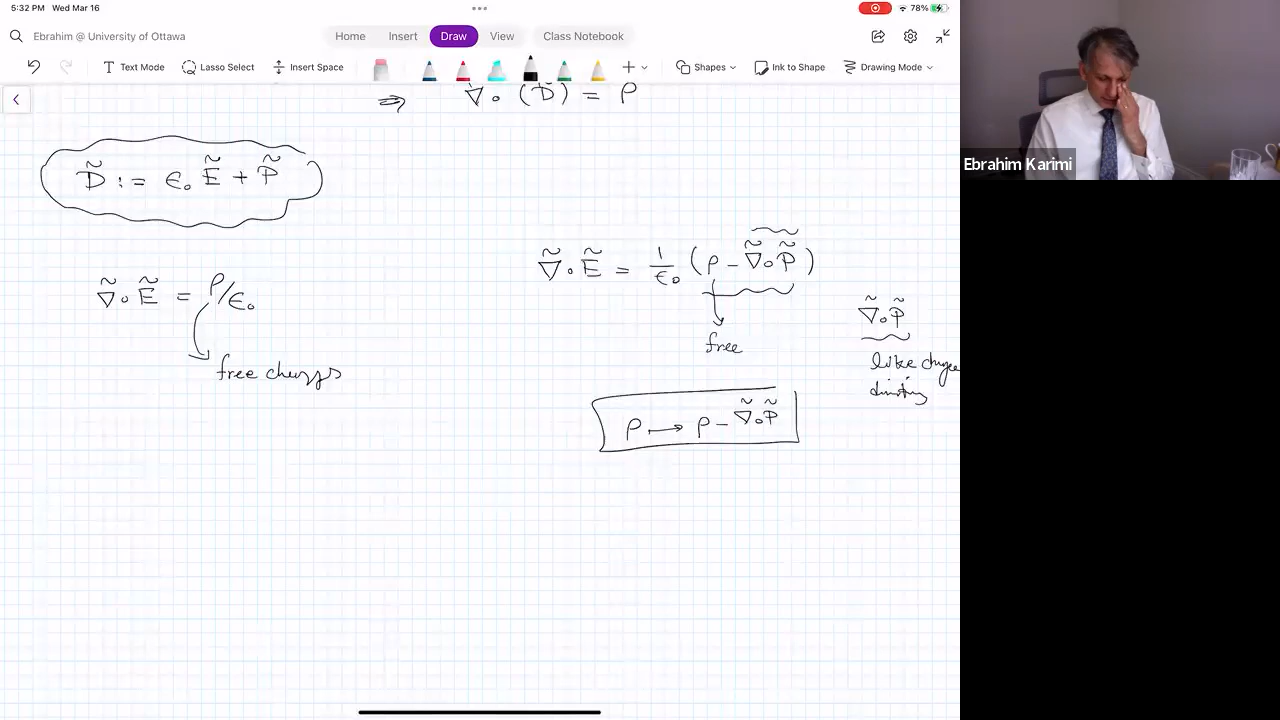 5:32 PM Wed Mar 16
78%
Ebrahim @ University of Ottawa
Home Insert Draw View Class Notebook
Text Mode Lasso Select Insert Space Shapes Ink to Shape Drawing Mode
⇒ ∇∘(D̃) = ρ
D̃ := ϵ₀ Ẽ + P̃
∇̃∘Ẽ = 1/ϵ₀ (ρ − ∇̃∘P̃)
∇̃∘Ẽ = ρ/ϵ₀
free
∇̃∘P̃
like
free
ρ → ρ − ∇̃∘P̃
Ebrahim Karimi